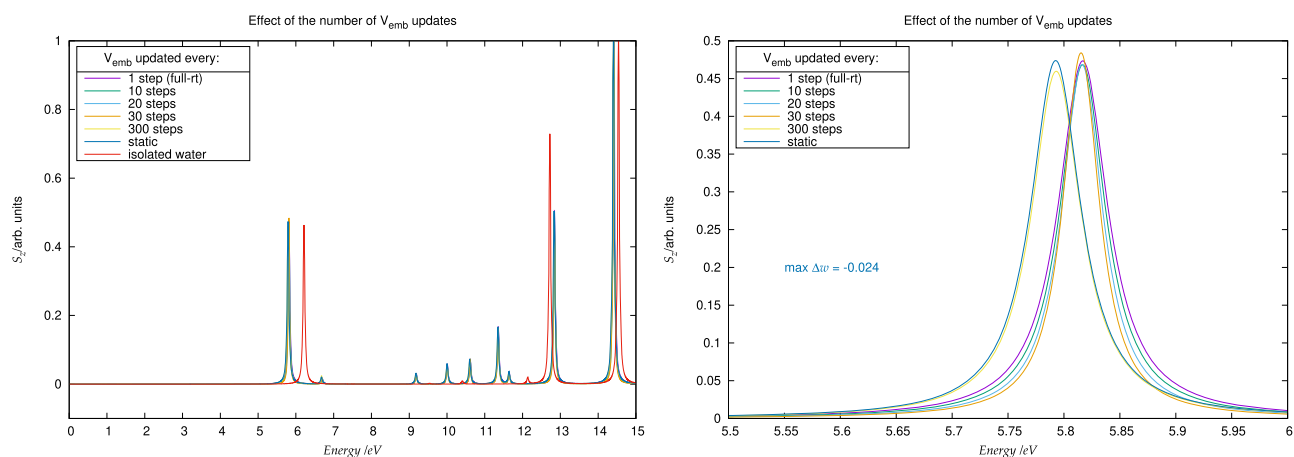 Effect of the number of Vemb updates
Vemb updated every:
1 step (full-rt)
10 steps
20 steps
30 steps
300 steps
static
isolated water
1
0.8
0.6
0.4
0.2
0
Sz/arb. units
0 1 2 3 4 5 6 7 8 9 10 11 12 13 14 15
Energy /eV
Effect of the number of Vemb updates
Vemb updated every:
1 step (full-rt)
10 steps
20 steps
30 steps
300 steps
static
0.5
0.45
0.4
0.35
0.3
0.25
0.2
0.15
0.1
0.05
0
Sz/arb. units
max Δw = -0.024
5.5 5.55 5.6 5.65 5.7 5.75 5.8 5.85 5.9 5.95 6
Energy /eV